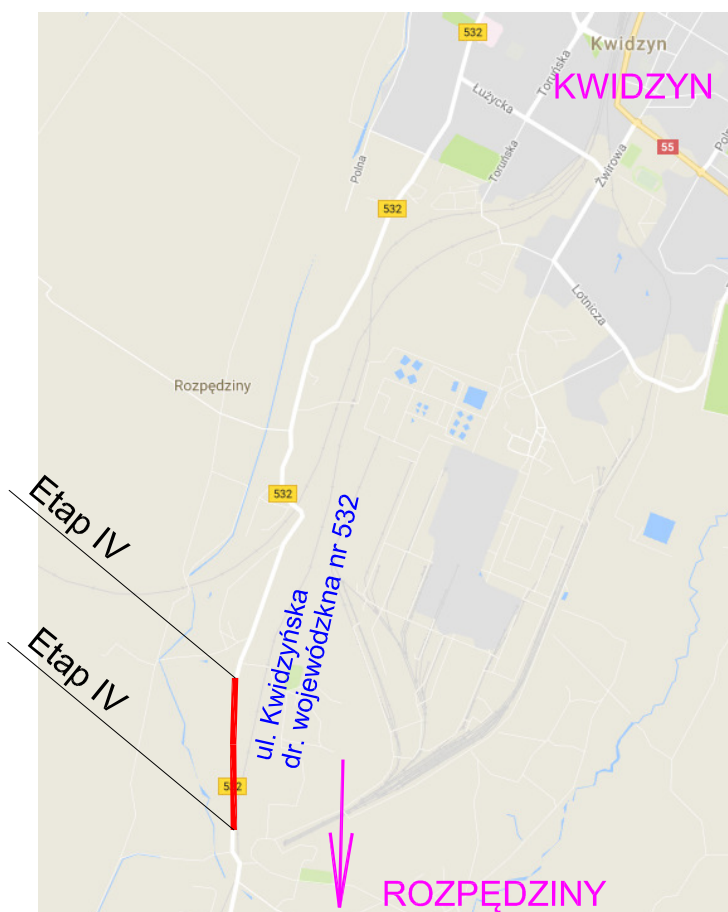 532
Kwidzyn
KWIDZYN
Toruńska
Łużycka
55
Polna
Toruńska
Żwirowa
532
Lotnicza
Rozpędziny
532
Etap IV
ul. Kwidzyńska
dr. wojewódzkna nr 532
Etap IV
ROZPĘDZINY